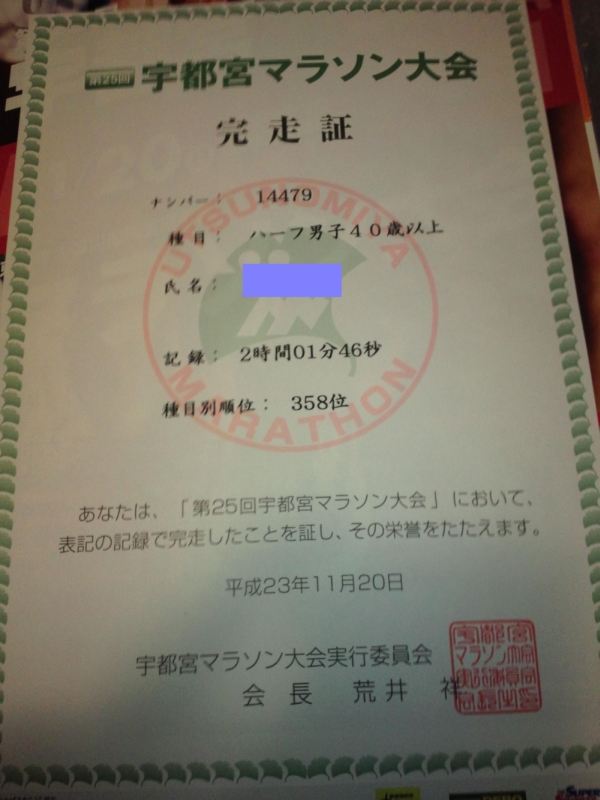 第25回 宇都宮マラソン大会
完走証
ナンバー： 14479
種目： ハーフ男子４０歳以上
氏名：
記録： 2時間01分46秒
種目別順位： 358位
UTSUNOMIYA
MARATHON
あなたは、「第25回宇都宮マラソン大会」において、
表記の記録で完走したことを証し、その栄誉をたたえます。
平成23年11月20日
宇都宮マラソン大会実行委員会
会長 荒井 祥